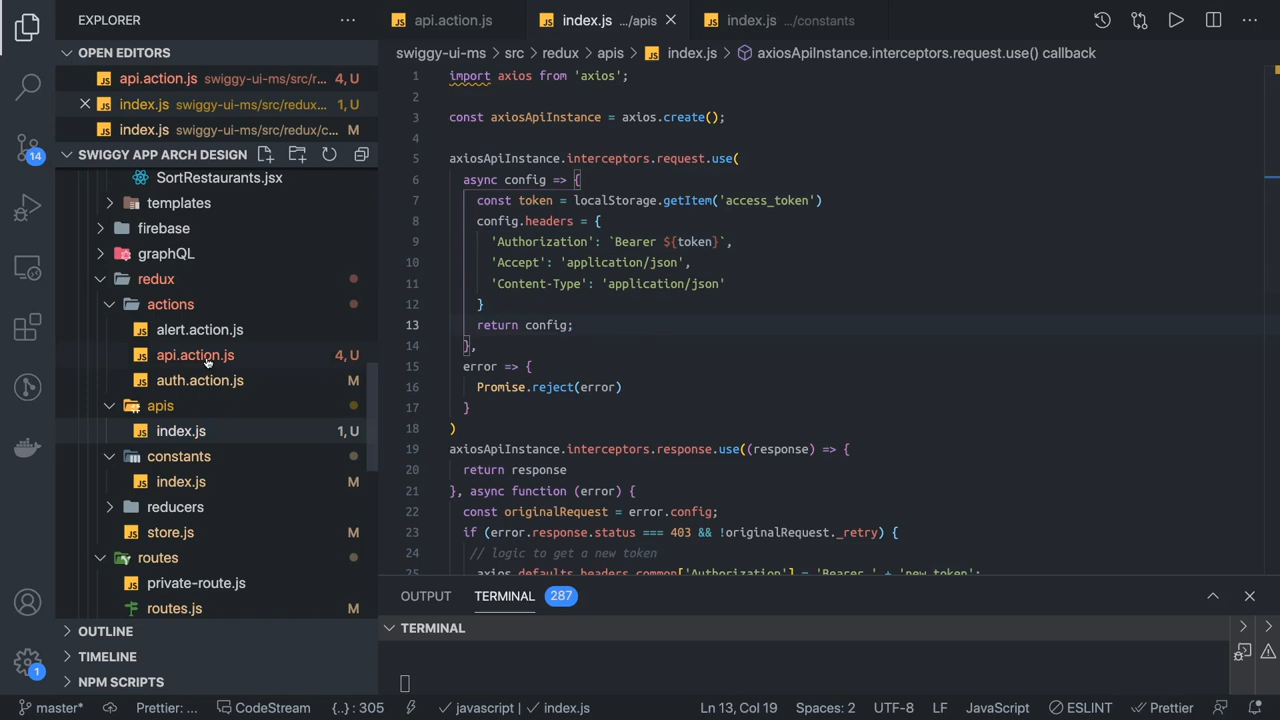 EXPLORER
OPEN EDITORS
api.action.js swiggy-ui-ms/src/r... 4, U
index.js swiggy-ui-ms/src/redux... 1, U
index.js swiggy-ui-ms/src/redux/c... M
SWIGGY APP ARCH DESIGN
SortRestaurants.jsx
templates
firebase
graphQL
redux
actions
alert.action.js
api.action.js 4, U
auth.action.js M
apis
index.js 1, U
constants
index.js M
reducers
store.js M
routes
private-route.js
routes.js M
OUTLINE
TIMELINE
NPM SCRIPTS
14
1
api.action.js
index.js .../apis
index.js .../constants
swiggy-ui-ms > src > redux > apis > index.js > axiosApiInstance.interceptors.request.use() callback
1 import axios from 'axios';
2
3 const axiosApiInstance = axios.create();
4
5 axiosApiInstance.interceptors.request.use(
6 async config => {
7 const token = localStorage.getItem('access_token')
8 config.headers = {
9 'Authorization': `Bearer ${token}`,
10 'Accept': 'application/json',
11 'Content-Type': 'application/json'
12 }
13 return config;
14 },
15 error => {
16 Promise.reject(error)
17 }
18 )
19 axiosApiInstance.interceptors.response.use((response) => {
20 return response
21 }, async function (error) {
22 const originalRequest = error.config;
23 if (error.response.status === 403 && !originalRequest._retry) {
24 // logic to get a new token
25 axios.defaults.headers.common['Authorization'] = 'Bearer ' + 'new token';
OUTPUT TERMINAL 287
TERMINAL
master* Prettier: ... CodeStream {..} : 305 javascript | index.js Ln 13, Col 19 Spaces: 2 UTF-8 LF JavaScript ESLINT Prettier